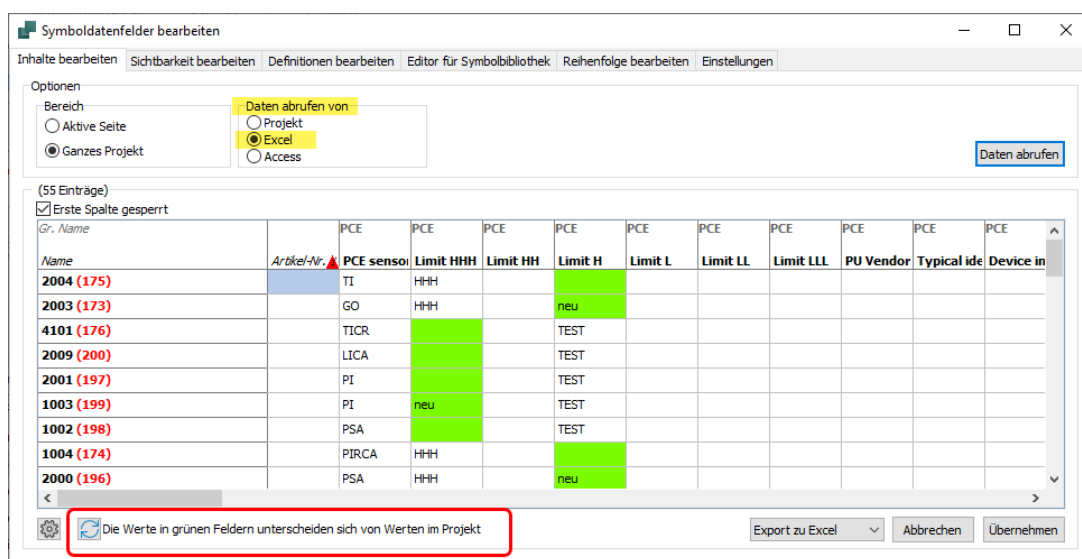 Symboldatenfelder bearbeiten
Inhalte bearbeiten Sichtbarkeit bearbeiten Definitionen bearbeiten Editor für Symbolbibliothek Reihenfolge bearbeiten Einstellungen
Optionen
Bereich
Aktive Seite
Ganzes Projekt
Daten abrufen von
Projekt
Excel
Access
Daten abrufen
(55 Einträge)
Erste Spalte gesperrt
Gr. Name PCE PCE PCE PCE PCE PCE PCE PCE PCE PCE
Name Artikel-Nr. PCE sensor Limit HHH Limit HH Limit H Limit L Limit LL Limit LLL PU Vendor Typical ide Device in
2004 (175) TI HHH
2003 (173) GO HHH neu
4101 (176) TICR TEST
2009 (200) LICA TEST
2001 (197) PI TEST
1003 (199) PI neu TEST
1002 (198) PSA TEST
1004 (174) PIRCA HHH
2000 (196) PSA HHH neu
Die Werte in grünen Feldern unterscheiden sich von Werten im Projekt
Export zu Excel Abbrechen Übernehmen